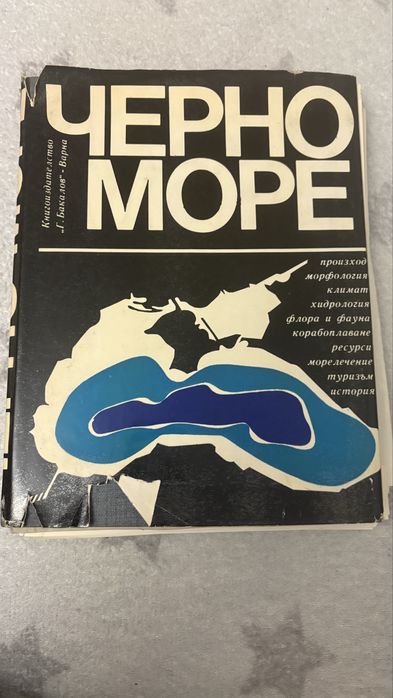 ЧЕРНО
МОРЕ
Книгоиздателство
„Г. Бакалов" - Варна
произход
морфология
климат
хидрология
флора и фауна
корабоплаване
ресурси
морелечение
туризъм
история